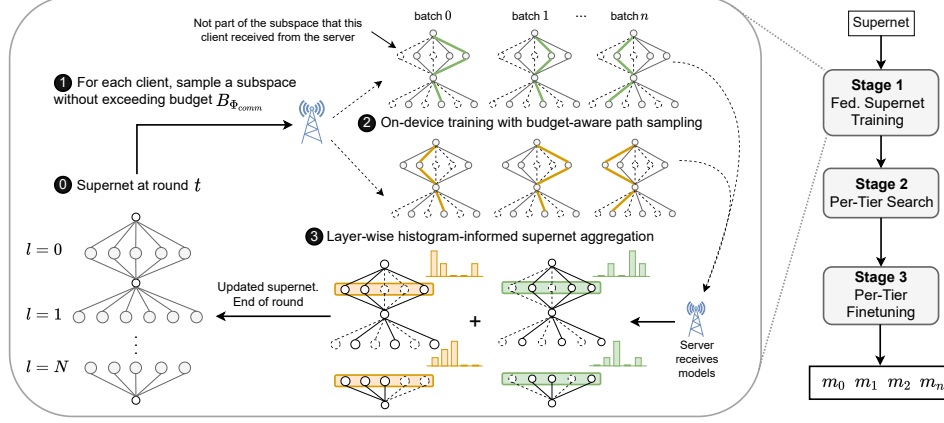 batch 0
batch 1
...
batch n
Not part of the subspace that this
client received from the server
1 For each client, sample a subspace
without exceeding budget B_Φ_comm
2 On-device training with budget-aware path sampling
0 Supernet at round t
3 Layer-wise histogram-informed supernet aggregation
l = 0
l = 1
l = N
Updated supernet.
End of round
+
Server
receives
models
Supernet
Stage 1
Fed. Supernet
Training
Stage 2
Per-Tier Search
Stage 3
Per-Tier
Finetuning
m_0 m_1 m_2 m_n